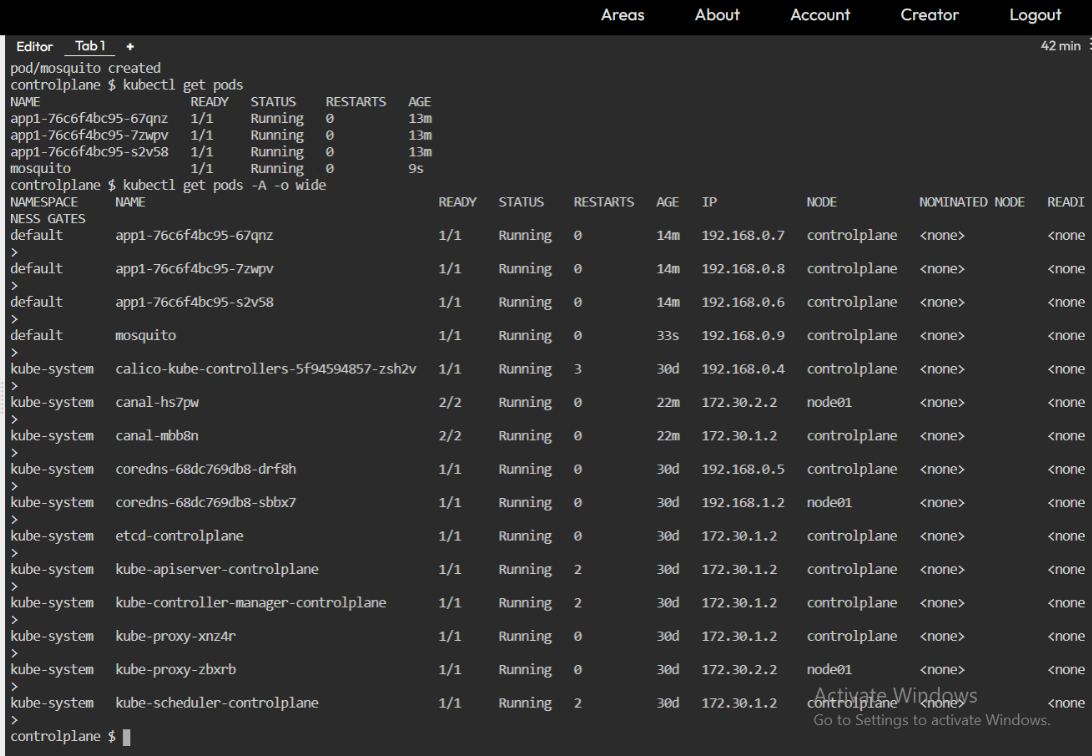 Areas About Account Creator Logout
Editor Tab 1 + 42 min
pod/mosquito created
controlplane $ kubectl get pods
NAME READY STATUS RESTARTS AGE
app1-76c6f4bc95-67qnz 1/1 Running 0 13m
app1-76c6f4bc95-7zwpv 1/1 Running 0 13m
app1-76c6f4bc95-s2v58 1/1 Running 0 13m
mosquito 1/1 Running 0 9s
controlplane $ kubectl get pods -A -o wide
NAMESPACE NAME READY STATUS RESTARTS AGE IP NODE NOMINATED NODE READI
NESS GATES
default app1-76c6f4bc95-67qnz 1/1 Running 0 14m 192.168.0.7 controlplane <none> <none
>
default app1-76c6f4bc95-7zwpv 1/1 Running 0 14m 192.168.0.8 controlplane <none> <none
>
default app1-76c6f4bc95-s2v58 1/1 Running 0 14m 192.168.0.6 controlplane <none> <none
>
default mosquito 1/1 Running 0 33s 192.168.0.9 controlplane <none> <none
>
kube-system calico-kube-controllers-5f94594857-zsh2v 1/1 Running 3 30d 192.168.0.4 controlplane <none> <none
>
kube-system canal-hs7pw 2/2 Running 0 22m 172.30.2.2 node01 <none> <none
>
kube-system canal-mbb8n 2/2 Running 0 22m 172.30.1.2 controlplane <none> <none
>
kube-system coredns-68dc769db8-drf8h 1/1 Running 0 30d 192.168.0.5 controlplane <none> <none
>
kube-system coredns-68dc769db8-sbbx7 1/1 Running 0 30d 192.168.1.2 node01 <none> <none
>
kube-system etcd-controlplane 1/1 Running 0 30d 172.30.1.2 controlplane <none> <none
>
kube-system kube-apiserver-controlplane 1/1 Running 2 30d 172.30.1.2 controlplane <none> <none
>
kube-system kube-controller-manager-controlplane 1/1 Running 2 30d 172.30.1.2 controlplane <none> <none
>
kube-system kube-proxy-xnz4r 1/1 Running 0 30d 172.30.1.2 controlplane <none> <none
>
kube-system kube-proxy-zbxrb 1/1 Running 0 30d 172.30.2.2 node01 <none> <none
>
kube-system kube-scheduler-controlplane 1/1 Running 2 30d 172.30.1.2 controlplane <none> <none
>
controlplane $
Activate Windows
Go to Settings to activate Windows.